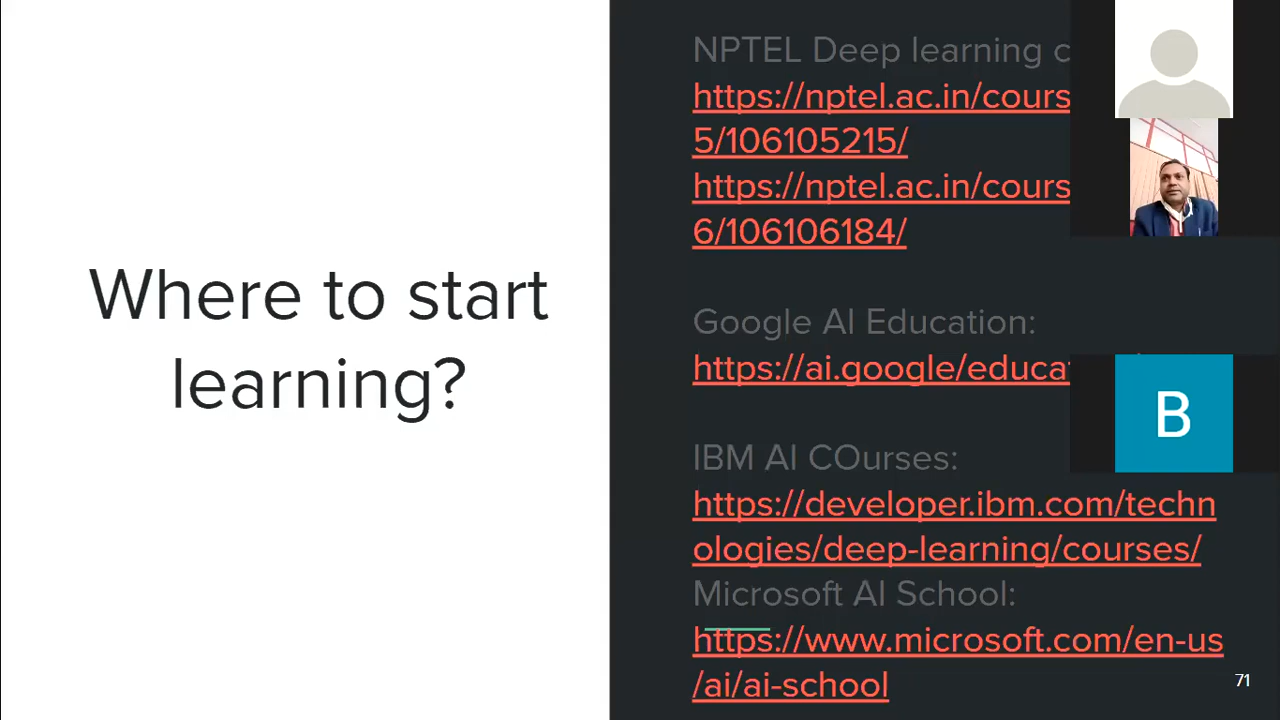 Where to start
learning?
NPTEL Deep learning
https://nptel.ac.in/cours
5/106105215/
https://nptel.ac.in/cours
6/106106184/
Google AI Education:
https://ai.google/educa
IBM AI COurses:
https://developer.ibm.com/techn
ologies/deep-learning/courses/
Microsoft AI School:
https://www.microsoft.com/en-us
/ai/ai-school
B
71